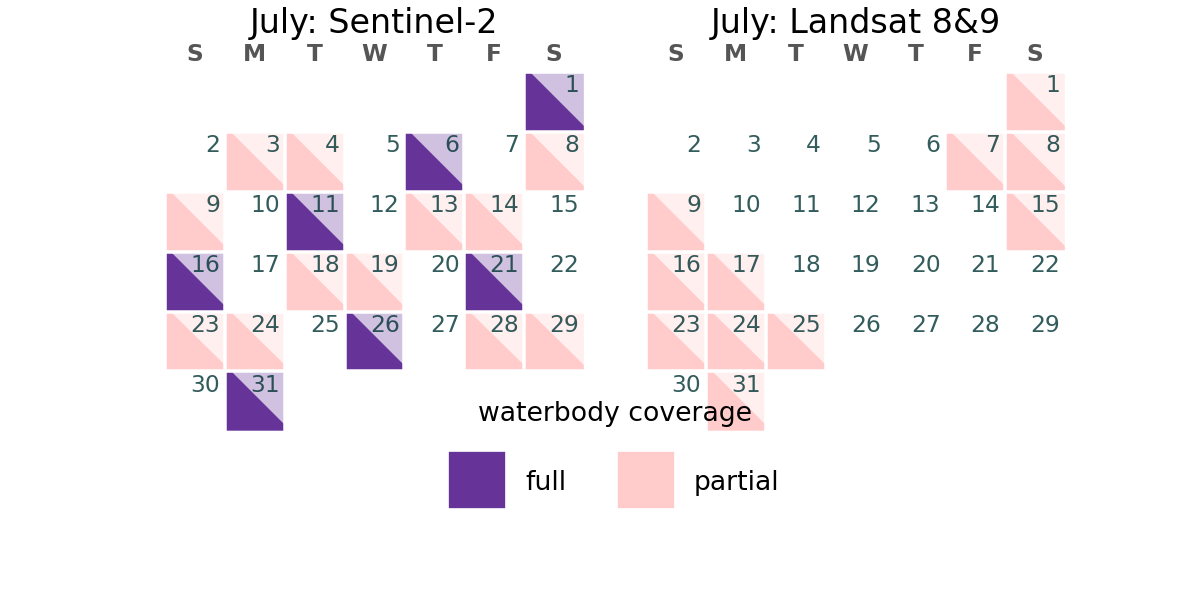 July: Sentinel-2
S M T W T F S
1
2 3 4 5 6 7 8
9 10 11 12 13 14 15
16 17 18 19 20 21 22
23 24 25 26 27 28 29
30 31
July: Landsat 8&9
S M T W T F S
1
2 3 4 5 6 7 8
9 10 11 12 13 14 15
16 17 18 19 20 21 22
23 24 25 26 27 28 29
30 31
waterbody coverage
full partial